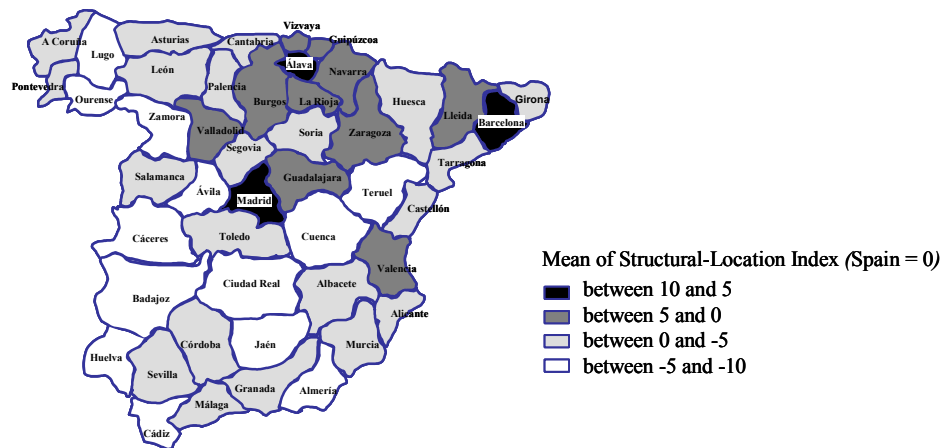 Vizvaya
A Coruña
Lugo
Asturias
Cantabria
Guipúzcoa
Álava
León
Palencia
Navarra
Pontevedra
Ourense
Burgos
La Rioja
Huesca
Girona
Lleida
Barcelona
Zamora
Valladolid
Soria
Zaragoza
Segovia
Tarragona
Salamanca
Ávila
Guadalajara
Teruel
Madrid
Castellón
Cáceres
Toledo
Cuenca
Valencia
Badajoz
Ciudad Real
Albacete
Alicante
Huelva
Córdoba
Jaén
Murcia
Sevilla
Granada
Almería
Málaga
Cádiz
Mean of Structural-Location Index (Spain = 0)
between 10 and 5
between 5 and 0
between 0 and -5
between -5 and -10